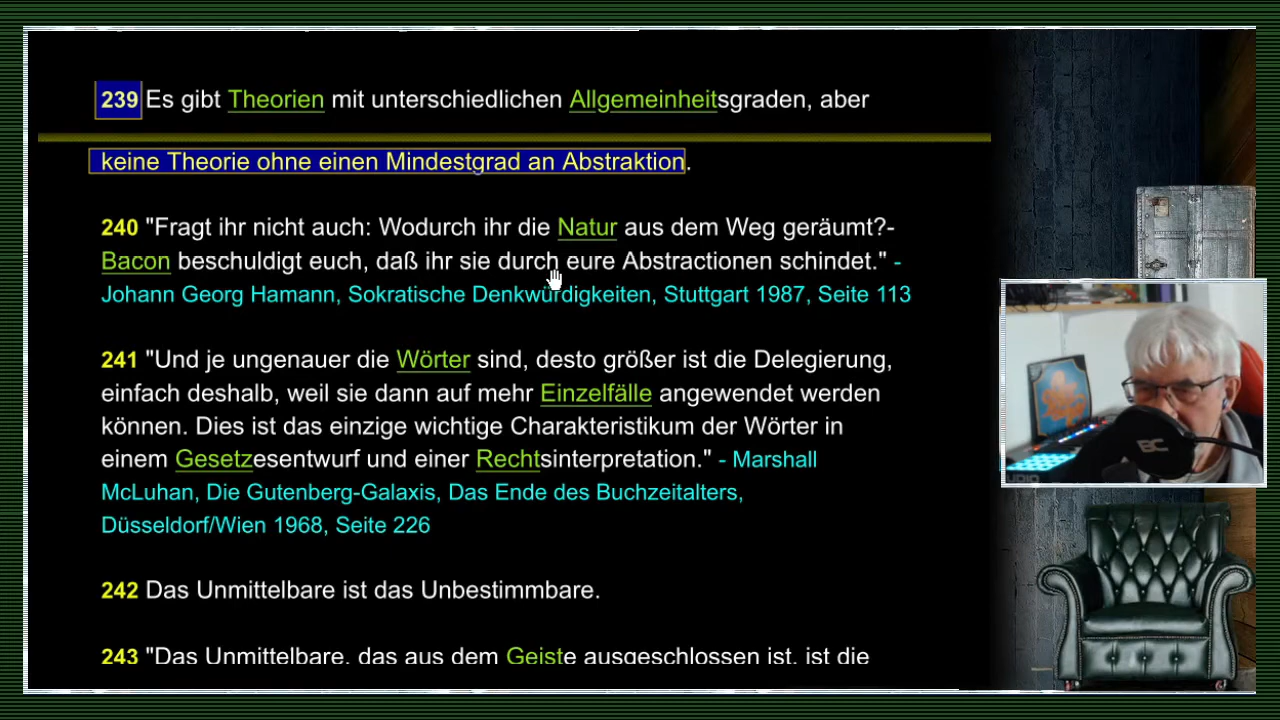 239 Es gibt Theorien mit unterschiedlichen Allgemeinheitsgraden, aber
keine Theorie ohne einen Mindestgrad an Abstraktion.
240 "Fragt ihr nicht auch: Wodurch ihr die Natur aus dem Weg geräumt?-
Bacon beschuldigt euch, daß ihr sie durch eure Abstractionen schindet." -
Johann Georg Hamann, Sokratische Denkwürdigkeiten, Stuttgart 1987, Seite 113
241 "Und je ungenauer die Wörter sind, desto größer ist die Delegierung,
einfach deshalb, weil sie dann auf mehr Einzelfälle angewendet werden
können. Dies ist das einzige wichtige Charakteristikum der Wörter in
einem Gesetzesentwurf und einer Rechtsinterpretation." - Marshall
McLuhan, Die Gutenberg-Galaxis, Das Ende des Buchzeitalters,
Düsseldorf/Wien 1968, Seite 226
242 Das Unmittelbare ist das Unbestimmbare.
243 "Das Unmittelbare, das aus dem Geiste ausgeschlossen ist, ist die